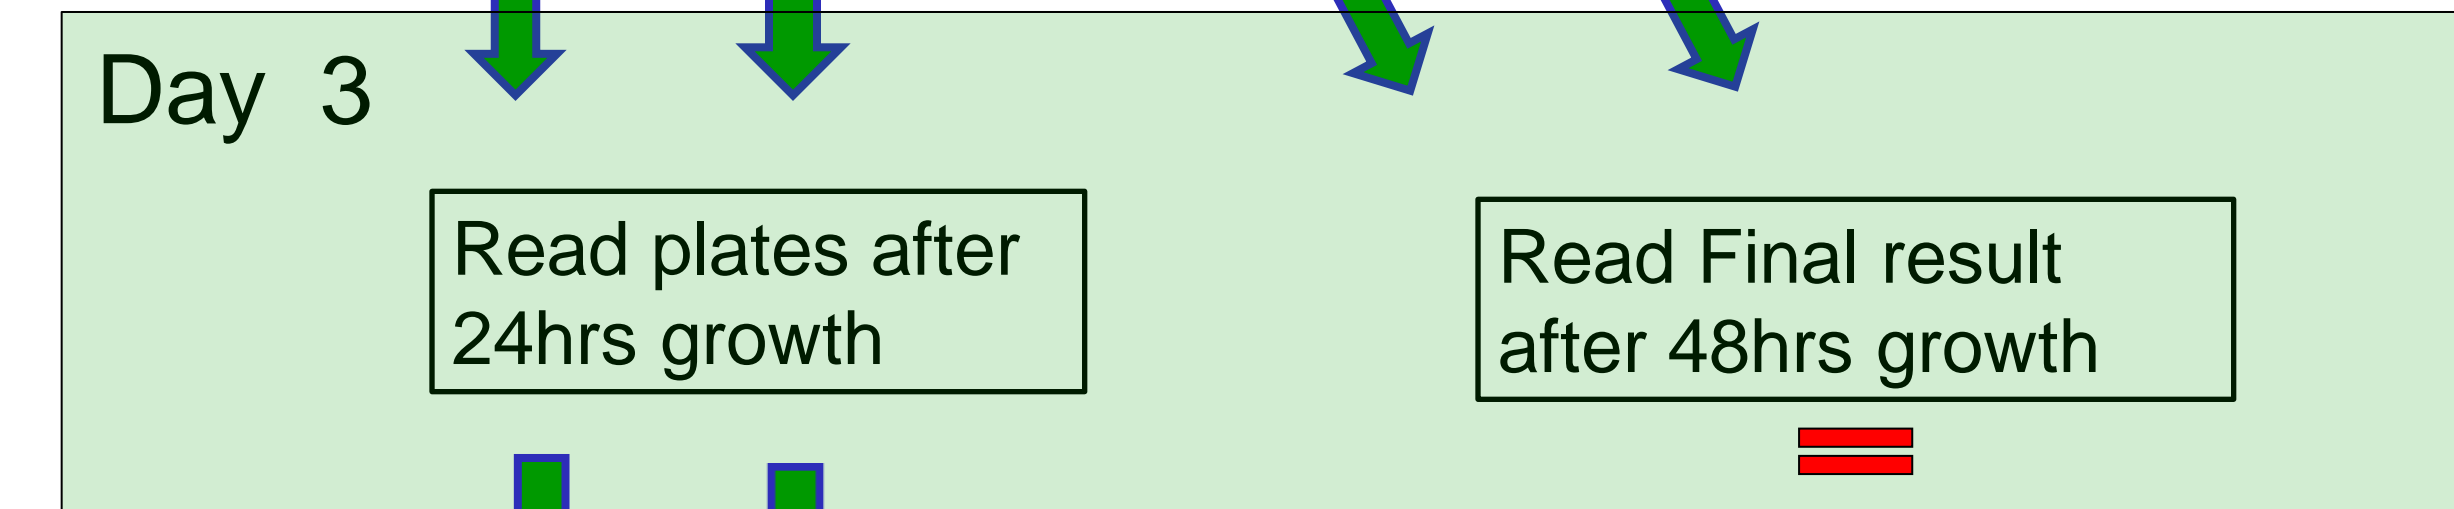 Day 3
Read plates after
24hrs growth
Read Final result
after 48hrs growth